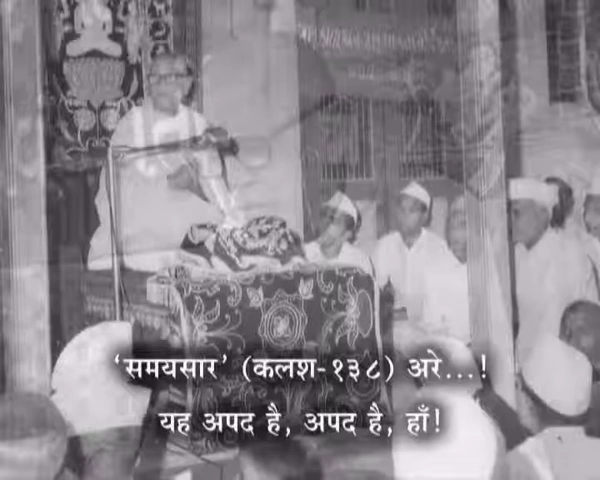 ‘समयसार’ (कलश-१३८) अरे...!
यह अपद है, अपद है, हाँ!